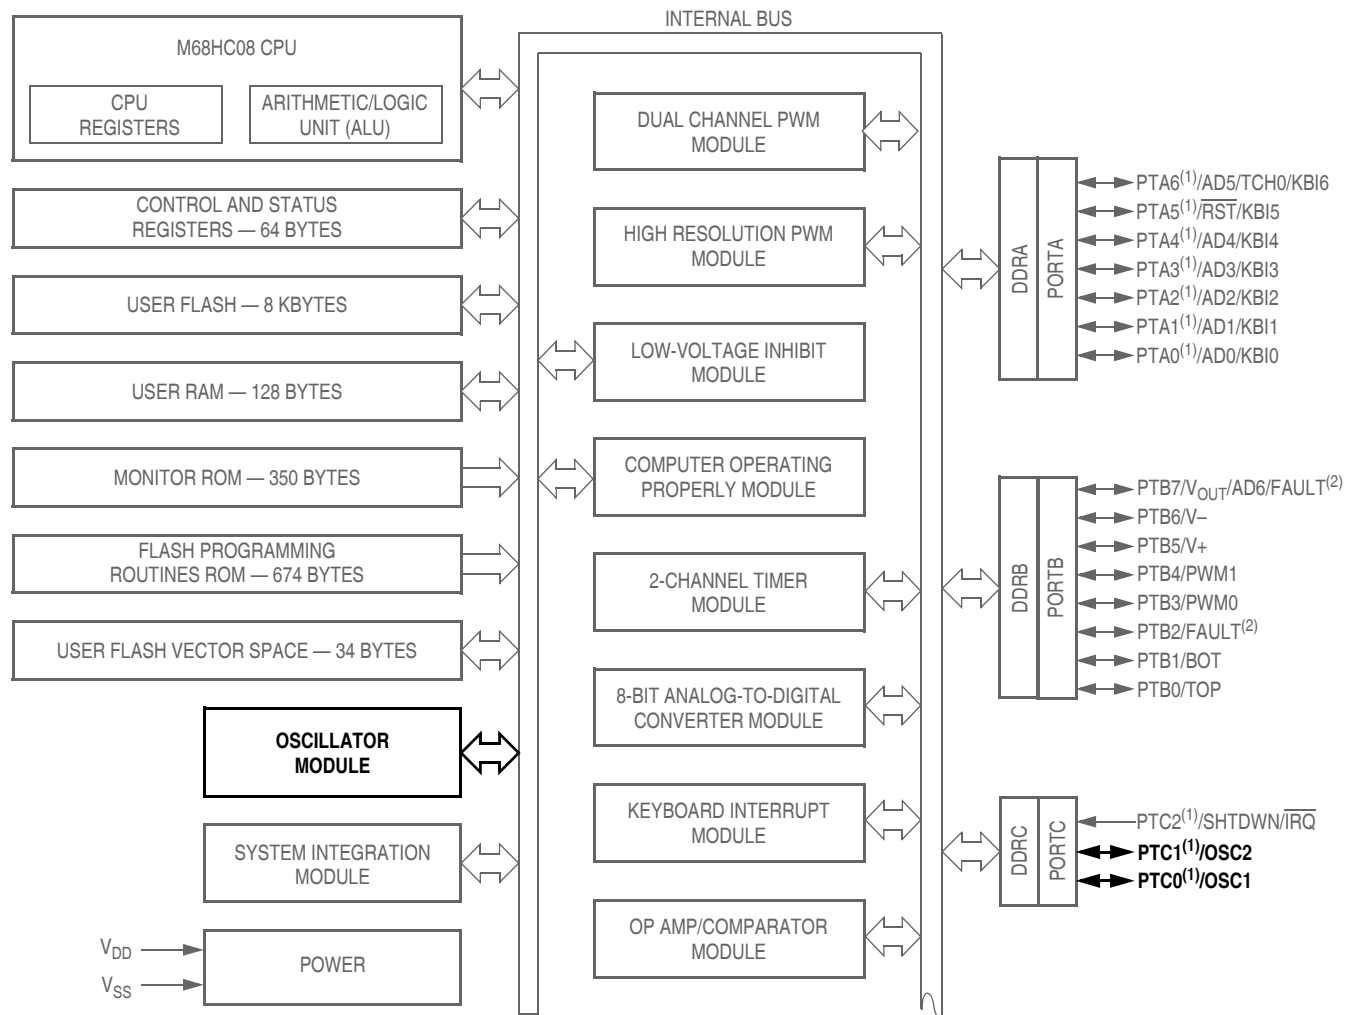 INTERNAL BUS
M68HC08 CPU
CPU
REGISTERS
ARITHMETIC/LOGIC
UNIT (ALU)
CONTROL AND STATUS
REGISTERS — 64 BYTES
USER FLASH — 8 KBYTES
USER RAM — 128 BYTES
MONITOR ROM — 350 BYTES
FLASH PROGRAMMING
ROUTINES ROM — 674 BYTES
USER FLASH VECTOR SPACE — 34 BYTES
OSCILLATOR
MODULE
SYSTEM INTEGRATION
MODULE
VDD
VSS
POWER
DUAL CHANNEL PWM
MODULE
HIGH RESOLUTION PWM
MODULE
LOW-VOLTAGE INHIBIT
MODULE
COMPUTER OPERATING
PROPERLY MODULE
2-CHANNEL TIMER
MODULE
8-BIT ANALOG-TO-DIGITAL
CONVERTER MODULE
KEYBOARD INTERRUPT
MODULE
OP AMP/COMPARATOR
MODULE
DDRA
PORTA
PTA6(1)/AD5/TCH0/KBI6
PTA5(1)/RST/KBI5
PTA4(1)/AD4/KBI4
PTA3(1)/AD3/KBI3
PTA2(1)/AD2/KBI2
PTA1(1)/AD1/KBI1
PTA0(1)/AD0/KBI0
DDRB
PORTB
PTB7/VOUT/AD6/FAULT(2)
PTB6/V–
PTB5/V+
PTB4/PWM1
PTB3/PWM0
PTB2/FAULT(2)
PTB1/BOT
PTB0/TOP
DDRC
PORTC
PTC2(1)/SHTDWN/IRQ
PTC1(1)/OSC2
PTC0(1)/OSC1